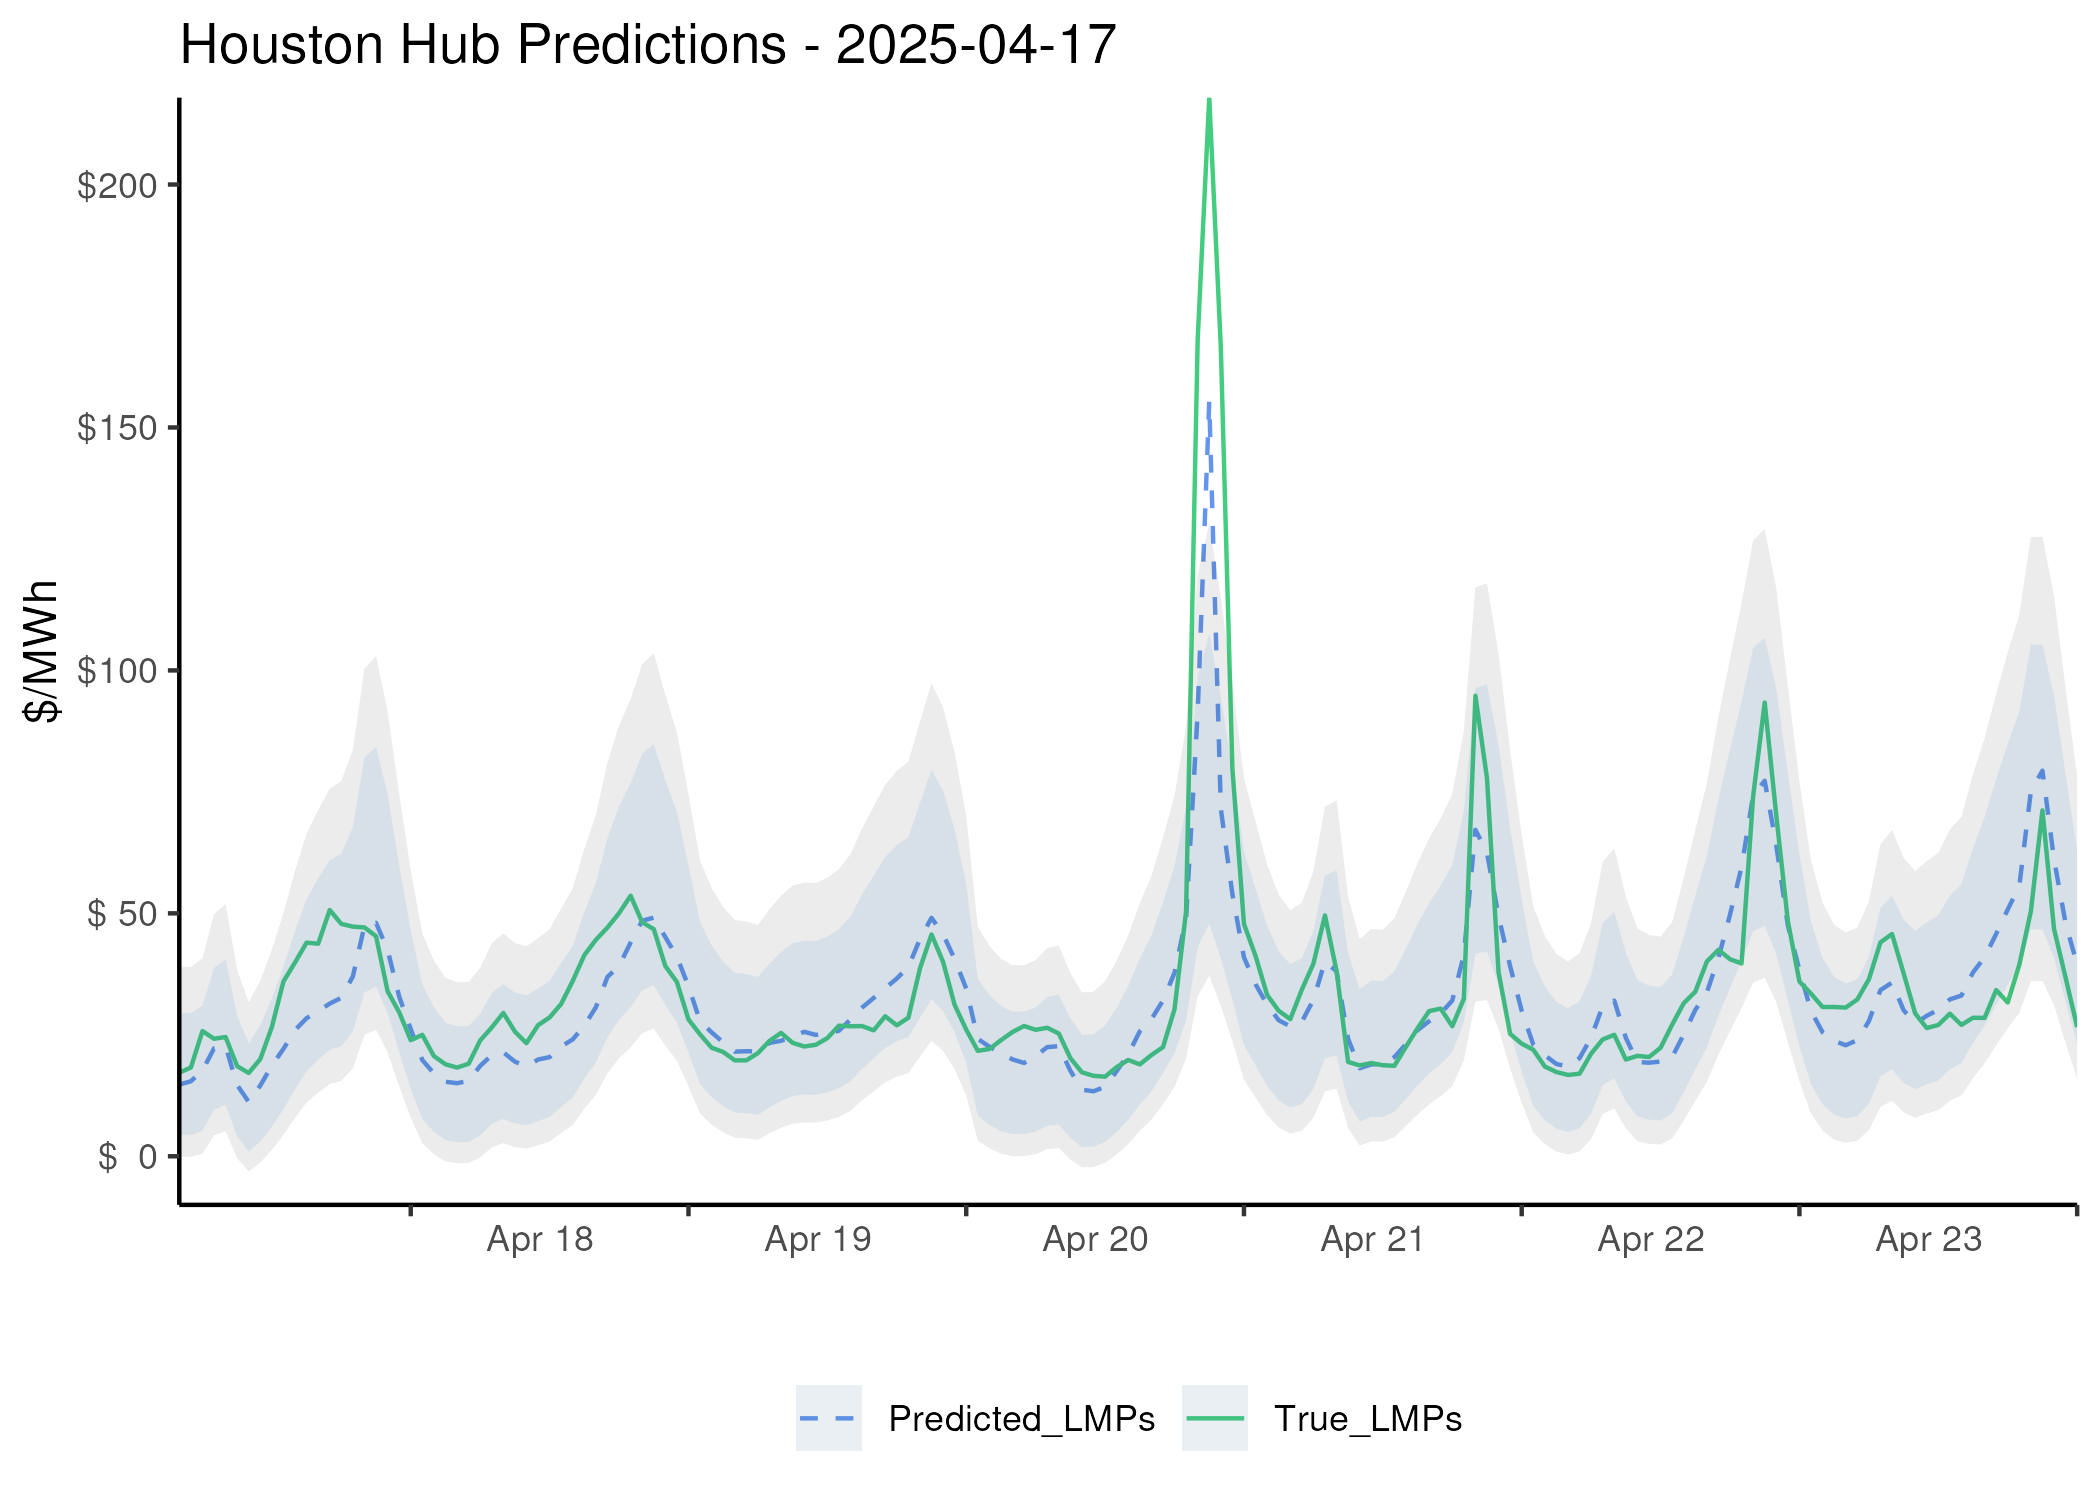 Houston Hub Predictions - 2025-04-17
$/MWh
$200
$150
$100
$ 50
$  0
Apr 18
Apr 19
Apr 20
Apr 21
Apr 22
Apr 23
Predicted_LMPs
True_LMPs